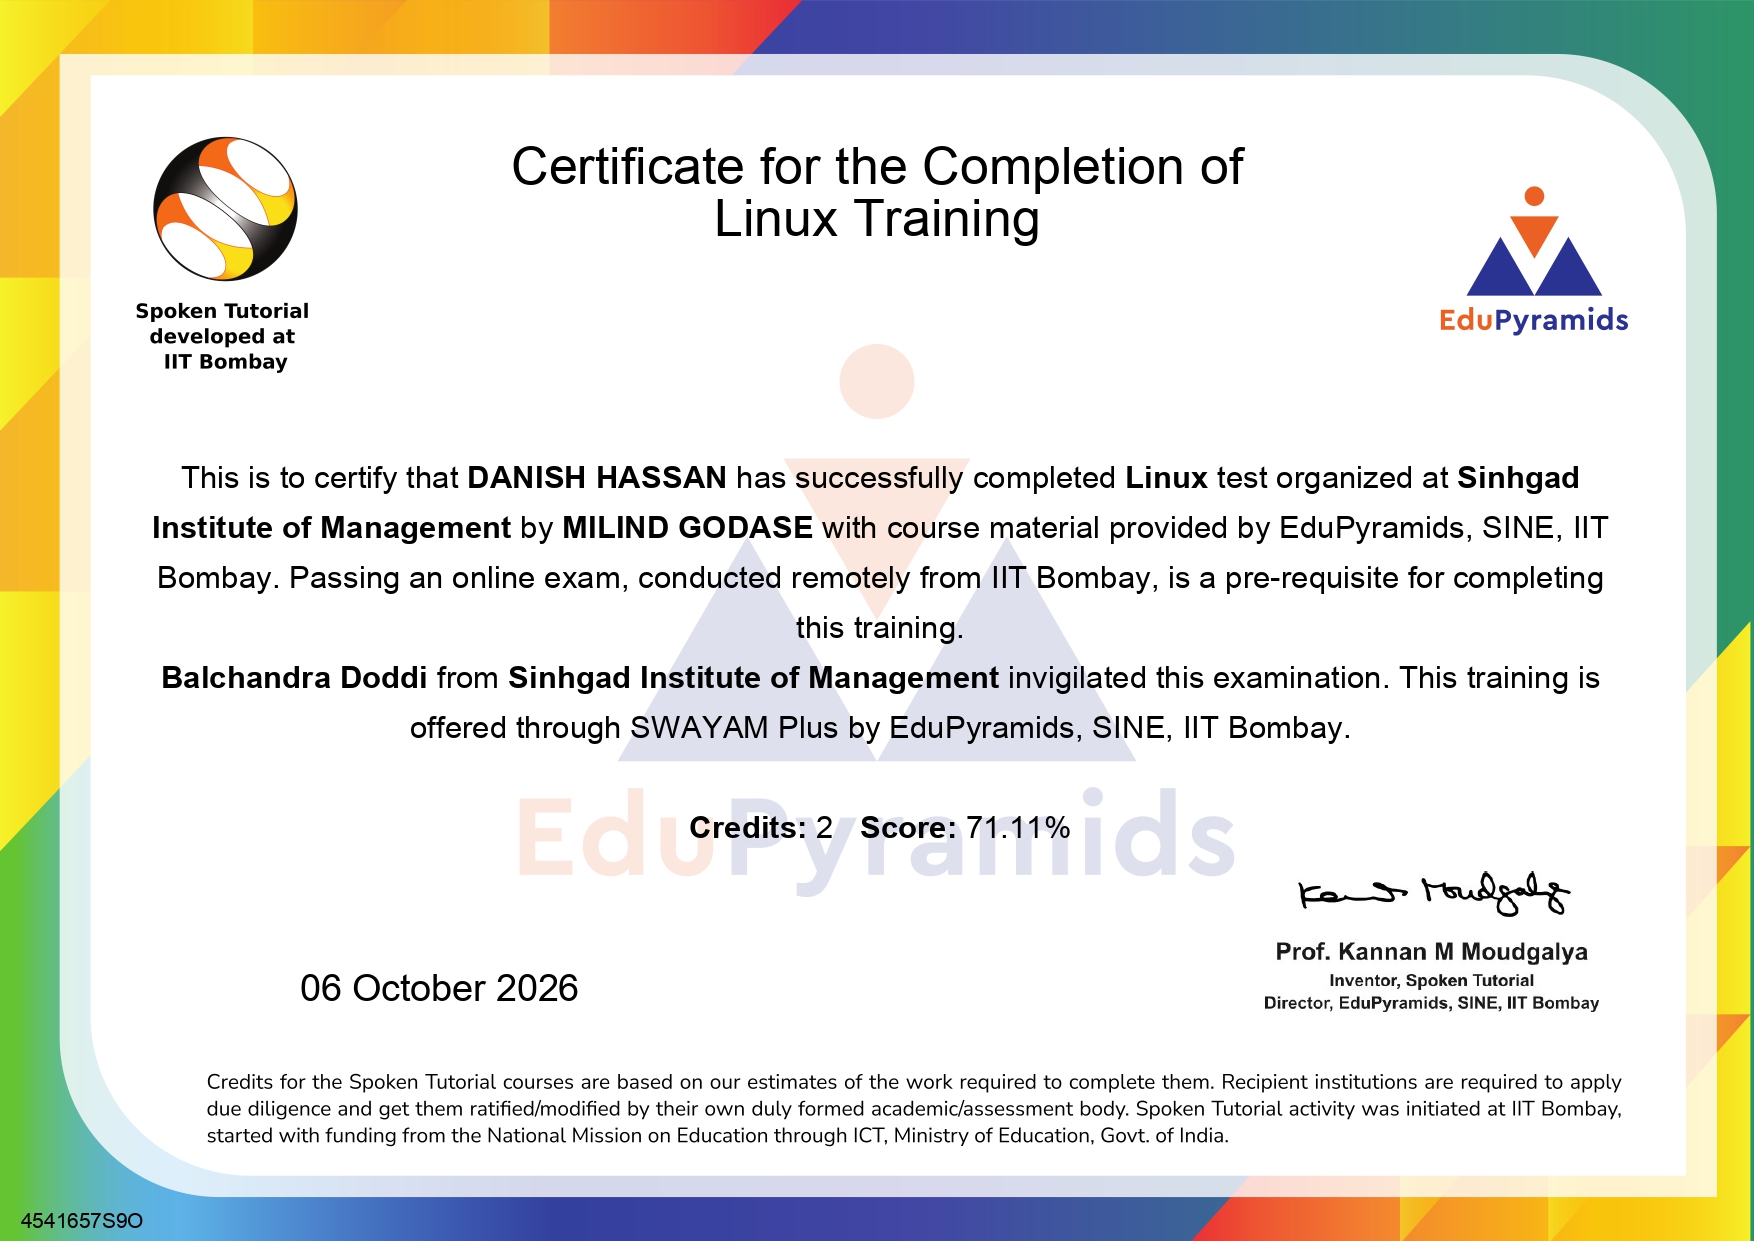 Certificate for the Completion of
Linux Training
Spoken Tutorial
developed at
IIT Bombay
EduPyramids
This is to certify that DANISH HASSAN has successfully completed Linux test organized at Sinhgad
Institute of Management by MILIND GODASE with course material provided by EduPyramids, SINE, IIT
Bombay. Passing an online exam, conducted remotely from IIT Bombay, is a pre-requisite for completing
this training.
Balchandra Doddi from Sinhgad Institute of Management invigilated this examination. This training is
offered through SWAYAM Plus by EduPyramids, SINE, IIT Bombay.
EduPyramids
Credits: 2 Score: 71.11%
Kannan Moudgalya
Prof. Kannan M Moudgalya
Inventor, Spoken Tutorial
Director, EduPyramids, SINE, IIT Bombay
06 October 2026
Credits for the Spoken Tutorial courses are based on our estimates of the work required to complete them. Recipient institutions are required to apply
due diligence and get them ratified/modified by their own duly formed academic/assessment body. Spoken Tutorial activity was initiated at IIT Bombay,
started with funding from the National Mission on Education through ICT, Ministry of Education, Govt. of India.
4541657S9O